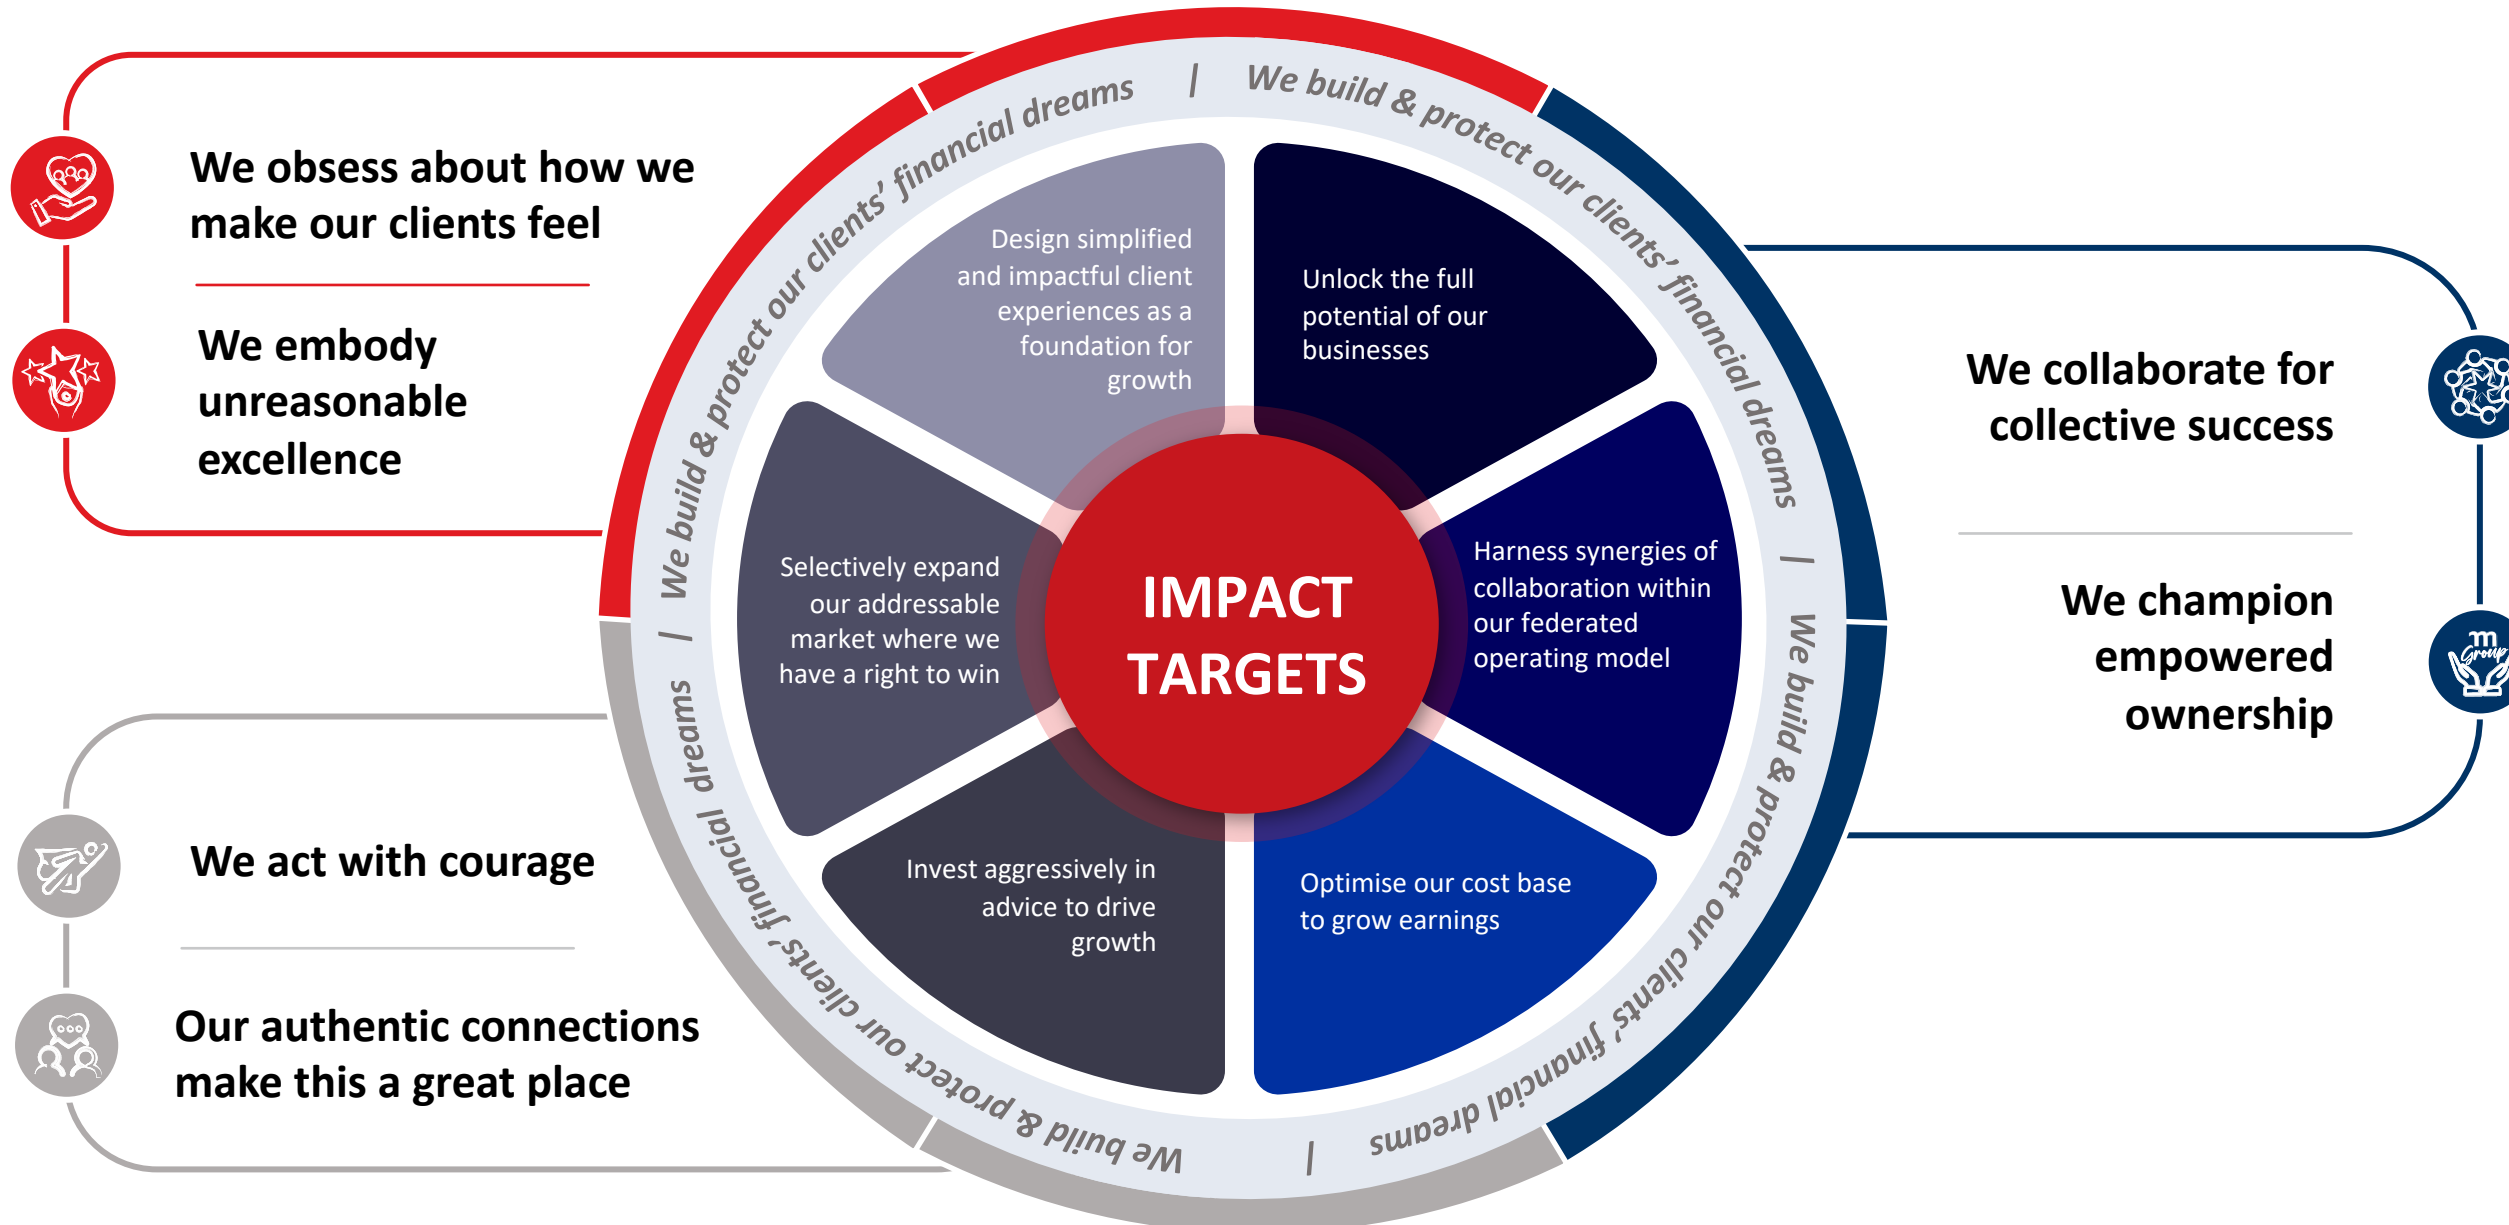 We obsess about how we
make our clients feel
We embody
unreasonable
excellence
We act with courage
Our authentic connections
make this a great place
We build & protect our clients’ financial dreams | We build & protect our clients’ financial dreams | We build & protect our clients’ financial dreams | We build & protect our clients’ financial dreams |
Design simplified
and impactful client
experiences as a
foundation for
growth
Unlock the full
potential of our
businesses
Selectively expand
our addressable
market where we
have a right to win
IMPACT
TARGETS
Harness synergies of
collaboration within
our federated
operating model
Invest aggressively in
advice to drive
growth
Optimise our cost base
to grow earnings
We collaborate for
collective success
We champion
empowered
ownership
m
Group